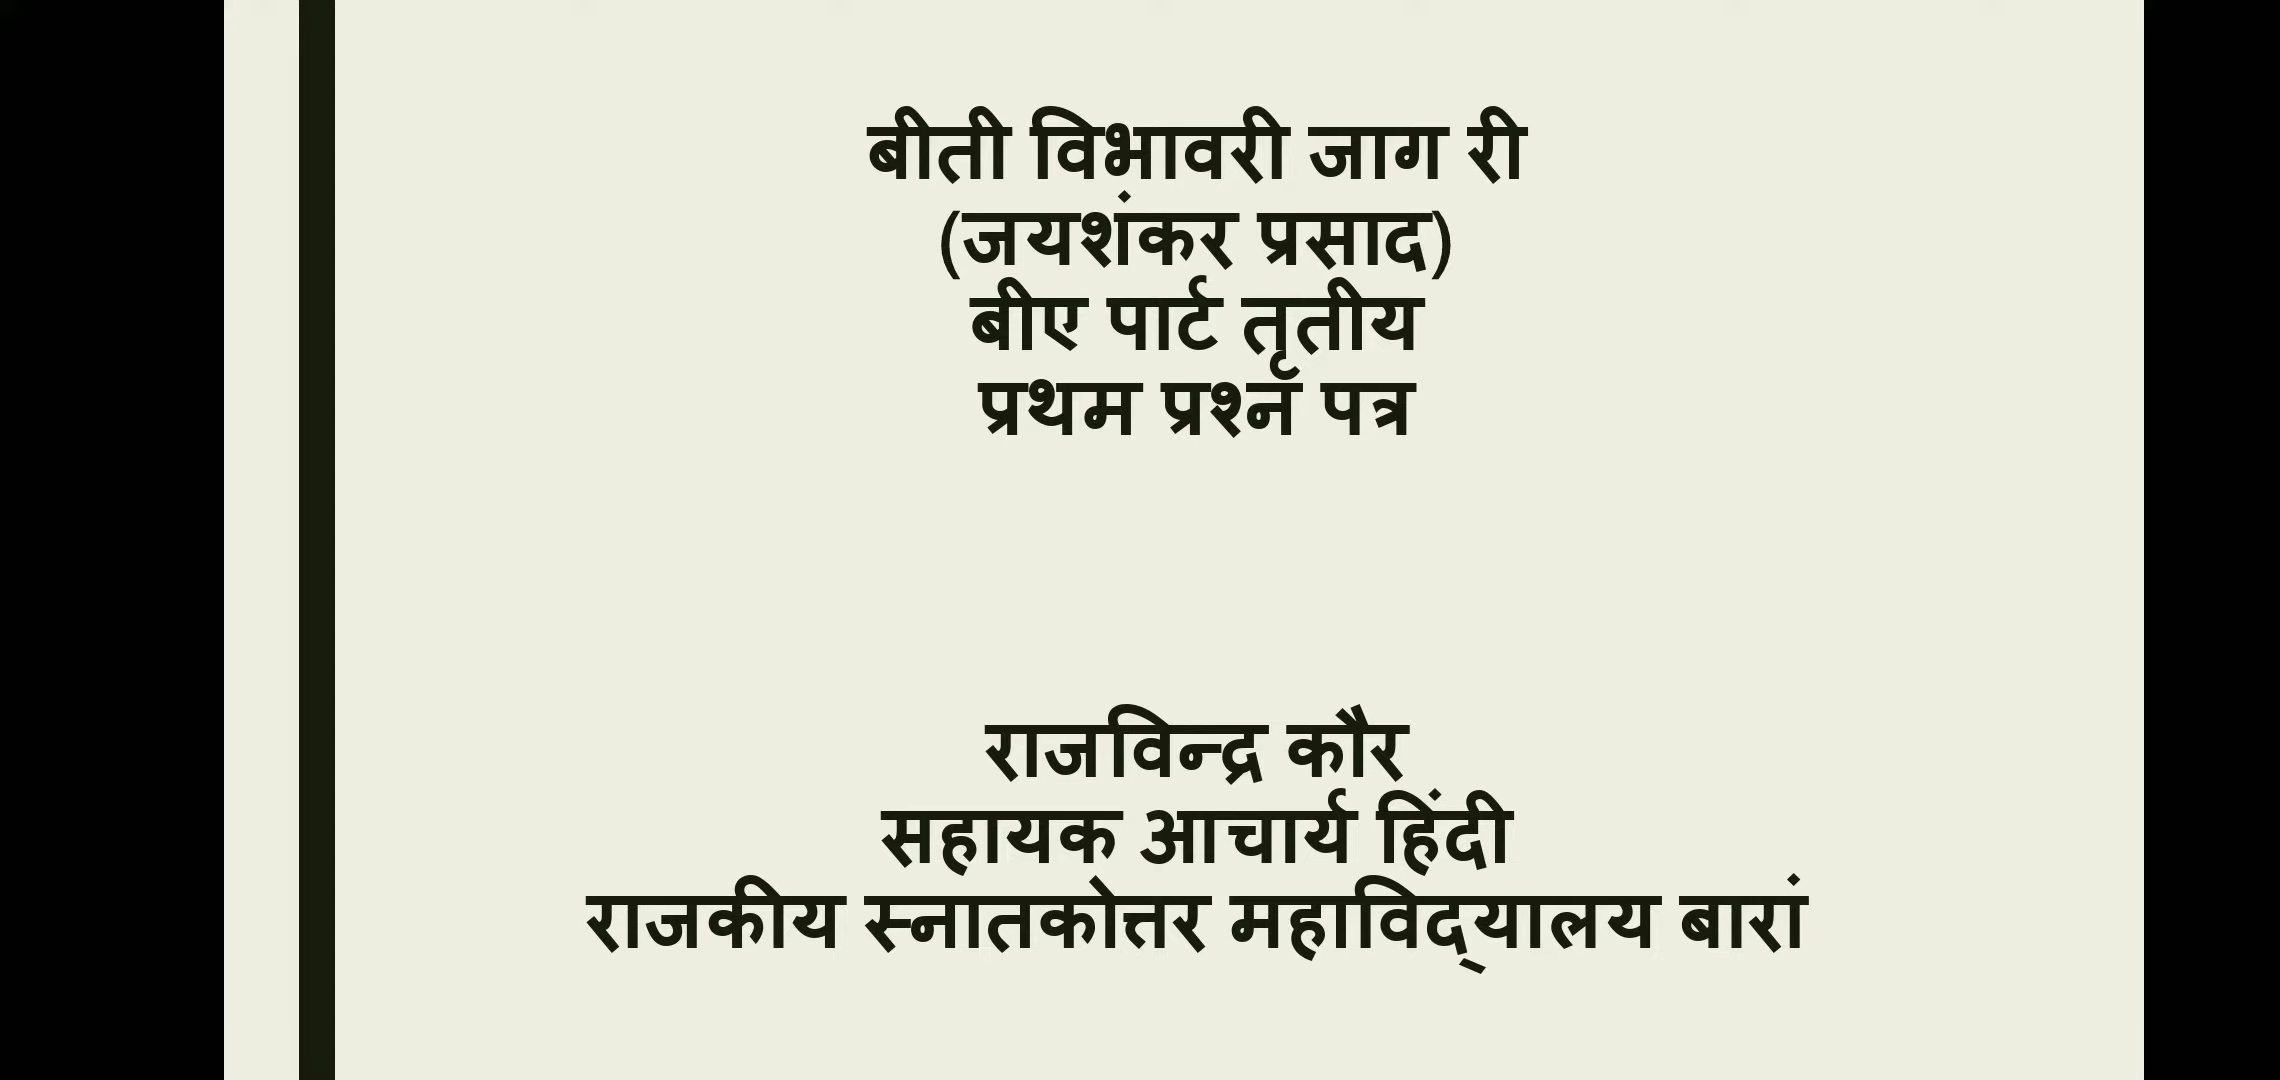 बीती विभावरी जाग री
(जयशंकर प्रसाद)
बीए पार्ट तृतीय
प्रथम प्रश्न पत्र
राजविन्द्र कौर
सहायक आचार्य हिंदी
राजकीय स्नातकोत्तर महाविद्‌यालय बारां